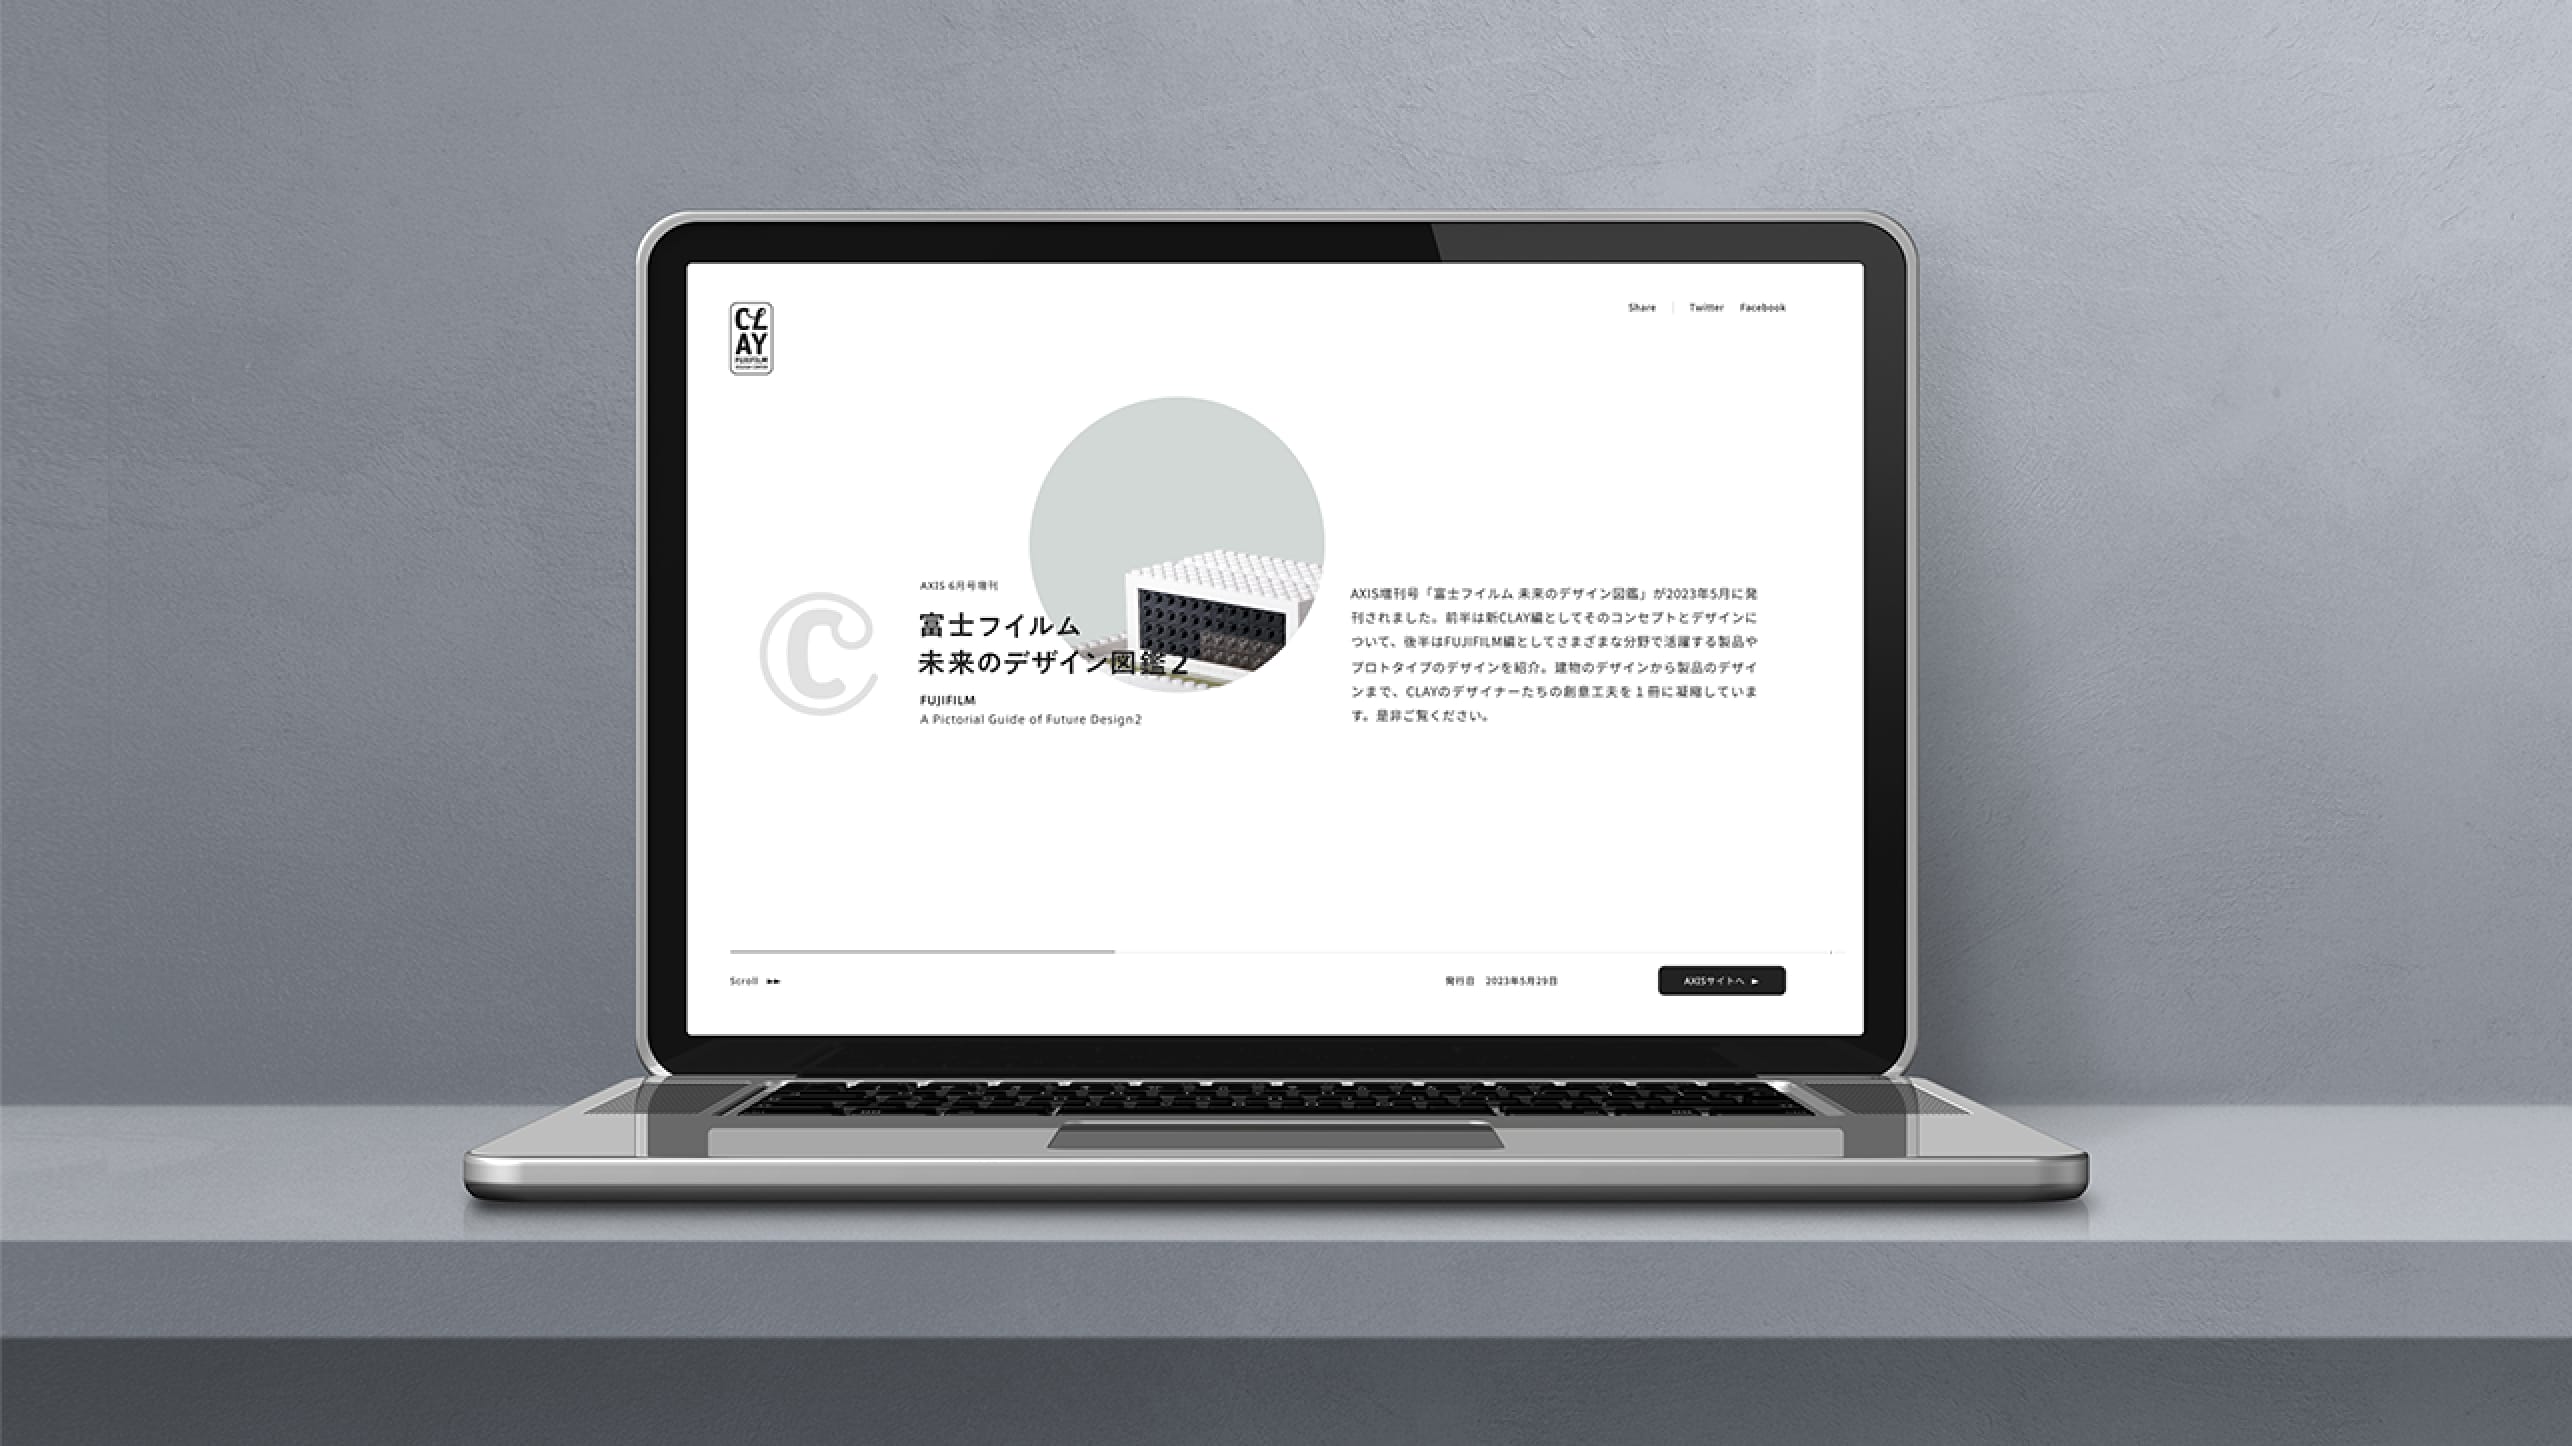 CL
AY
FUJIFILM
Share
Twitter Facebook
AXIS 6月号増刊
富士フイルム
未来のデザイン図鑑2
FUJIFILM
A Pictorial Guide of Future Design2
C
AXIS増刊号「富士フイルム 未来のデザイン図鑑」が2023年5月に発
刊されました。前半は新CLAY編としてそのコンセプトとデザインに
ついて、後半はFUJIFILM編としてさまざまな分野で活躍する製品や
プロトタイプのデザインを紹介。建物のデザインから製品のデザイ
ンまで、CLAYのデザイナーたちの創意工夫を1冊に凝縮していま
す。是非ご覧ください。
Scroll
発行日 2023年5月29日
AXISサイトへ